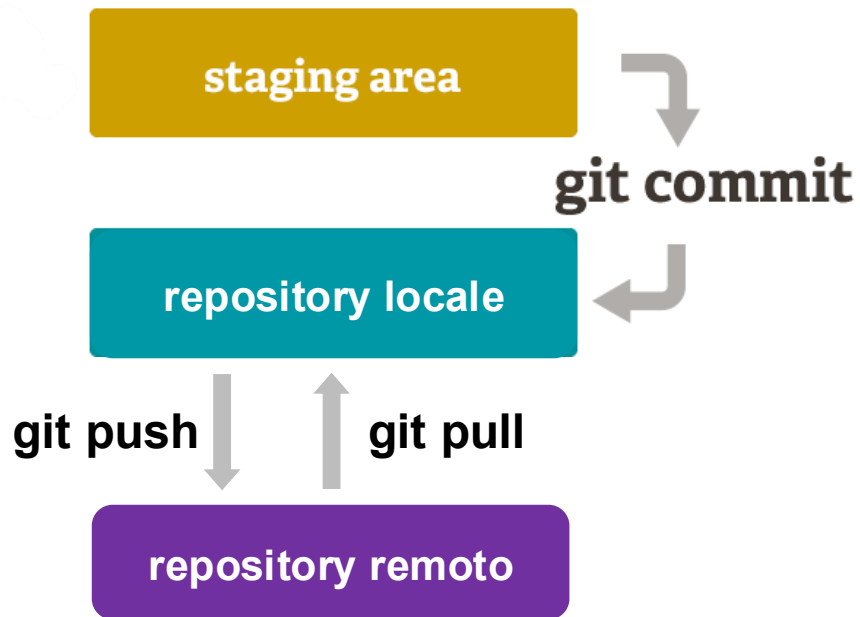 staging area
git commit
repository locale
git push
git pull
repository remoto